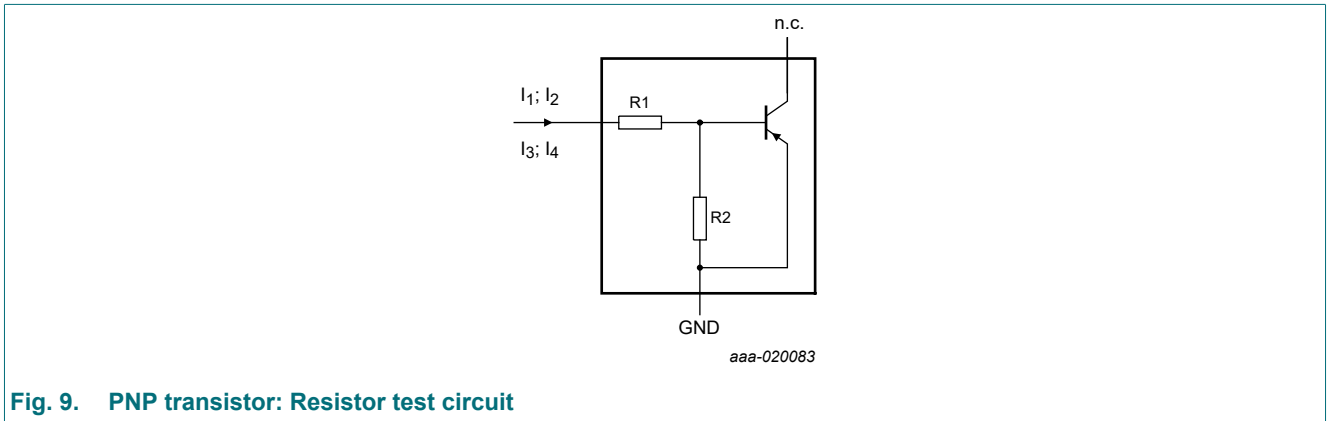 n.c.
I1; I2
R1
I3; I4
R2
GND
aaa-020083
Fig. 9. PNP transistor: Resistor test circuit